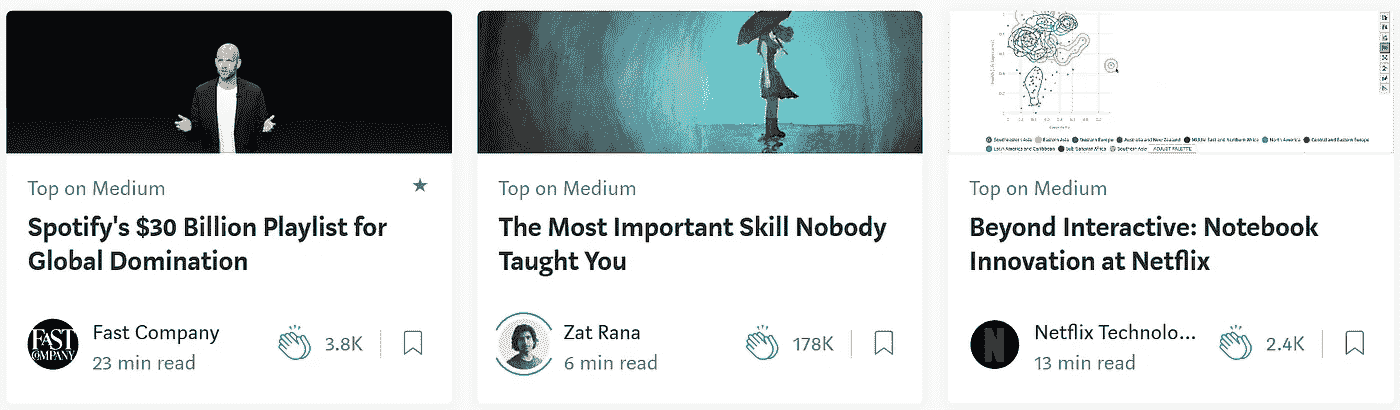 Top on Medium
Spotify's $30 Billion Playlist for
Global Domination
FAST COMPANY
Fast Company
23 min read
3.8K
Top on Medium
The Most Important Skill Nobody
Taught You
Zat Rana
6 min read
178K
Southeastern Asia Eastern Asia Western Europe Australia and New Zealand Middle East and Northern Africa North America Central and Eastern Europe
Latin America and Caribbean Sub-Saharan Africa Southern Asia ADJUST PALETTE
Top on Medium
Beyond Interactive: Notebook
Innovation at Netflix
N
Netflix Technolo...
13 min read
2.4K